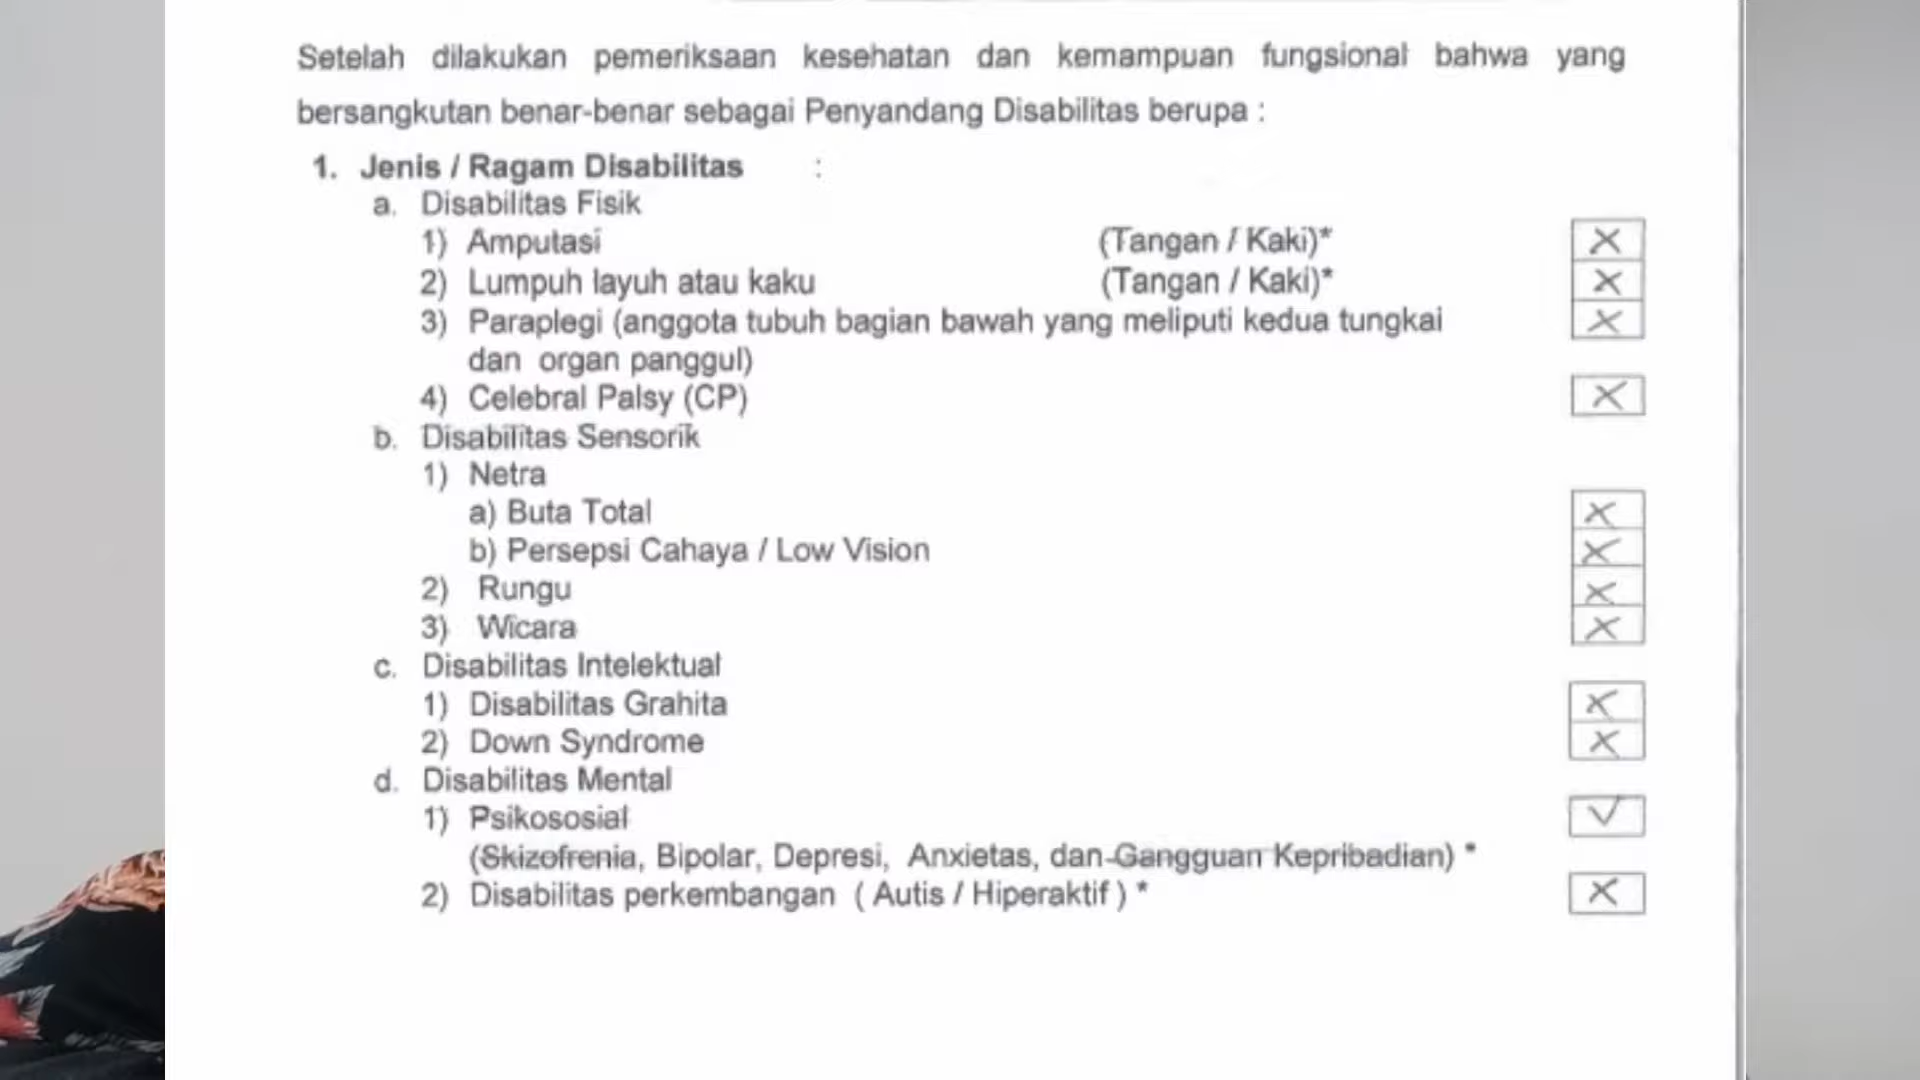 Setelah dilakukan pemeriksaan kesehatan dan kemampuan fungsional bahwa yang
bersangkutan benar-benar sebagai Penyandang Disabilitas berupa :
1. Jenis / Ragam Disabilitas :
a. Disabilitas Fisik
1) Amputasi (Tangan / Kaki)*
2) Lumpuh layuh atau kaku (Tangan / Kaki)*
3) Paraplegi (anggota tubuh bagian bawah yang meliputi kedua tungkai
dan organ panggul)
4) Celebral Palsy (CP)
b. Disabilitas Sensorik
1) Netra
a) Buta Total
b) Persepsi Cahaya / Low Vision
2) Rungu
3) Wicara
c. Disabilitas Intelektual
1) Disabilitas Grahita
2) Down Syndrome
d. Disabilitas Mental
1) Psikososial
(Skizofrenia, Bipolar, Depresi, Anxietas, dan Gangguan Kepribadian) *
2) Disabilitas perkembangan ( Autis / Hiperaktif ) *